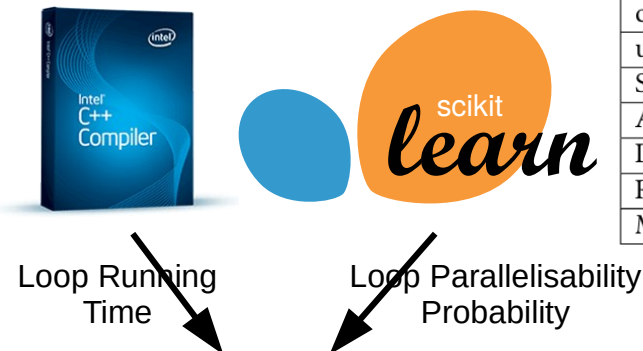 intel
Intel
C++
Compiler
scikit
learn
Loop Running
Time
Loop Parallelisability
Probability